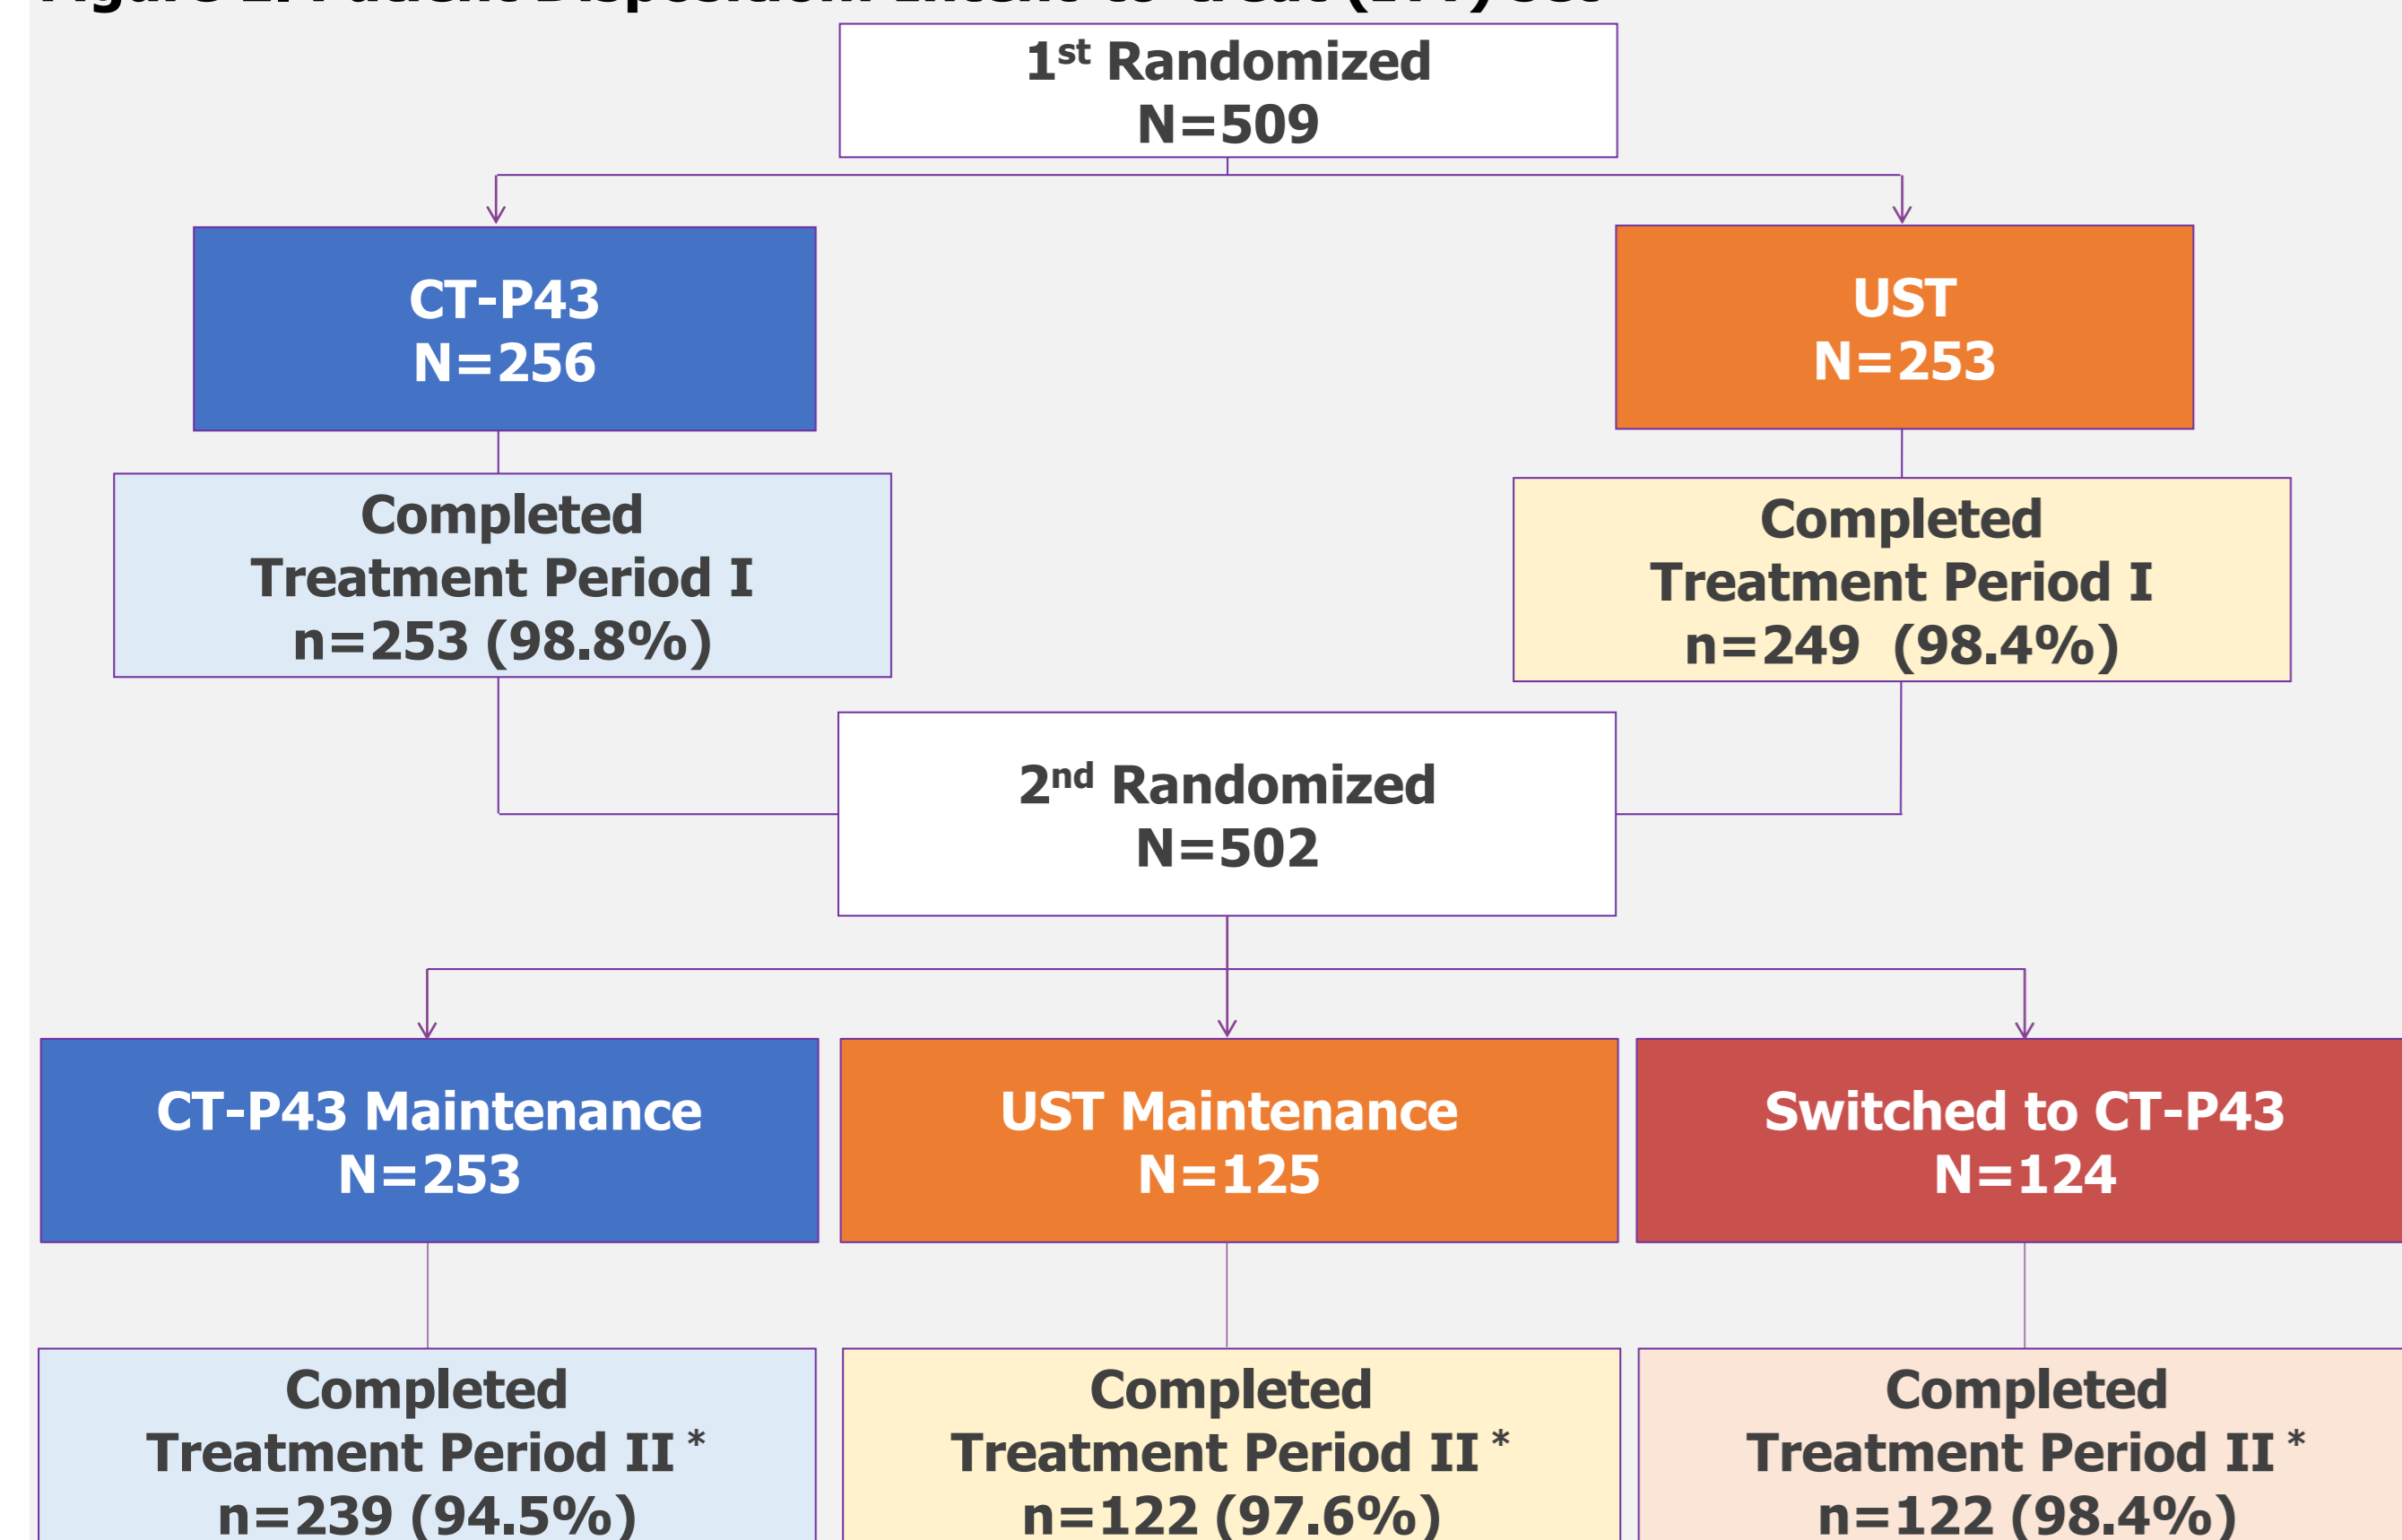 1st Randomized
N=509
CT-P43
N=256
UST
N=253
Completed
Treatment Period I
n=253 (98.8%)
Completed
Treatment Period I
n=249 (98.4%)
2nd Randomized
N=502
CT-P43 Maintenance
N=253
UST Maintenance
N=125
Switched to CT-P43
N=124
Completed
Treatment Period II *
n=239 (94.5%)
Completed
Treatment Period II *
n=122 (97.6%)
Completed
Treatment Period II *
n=122 (98.4%)